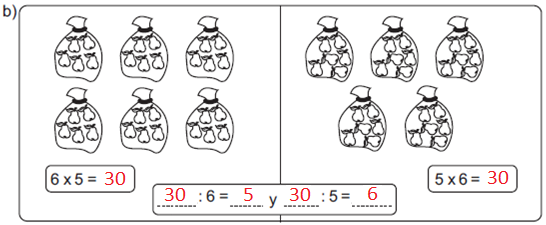 b)
6 x 5 = 30
5 x 6 = 30
30 : 6 = 5 y 30 : 5 = 6